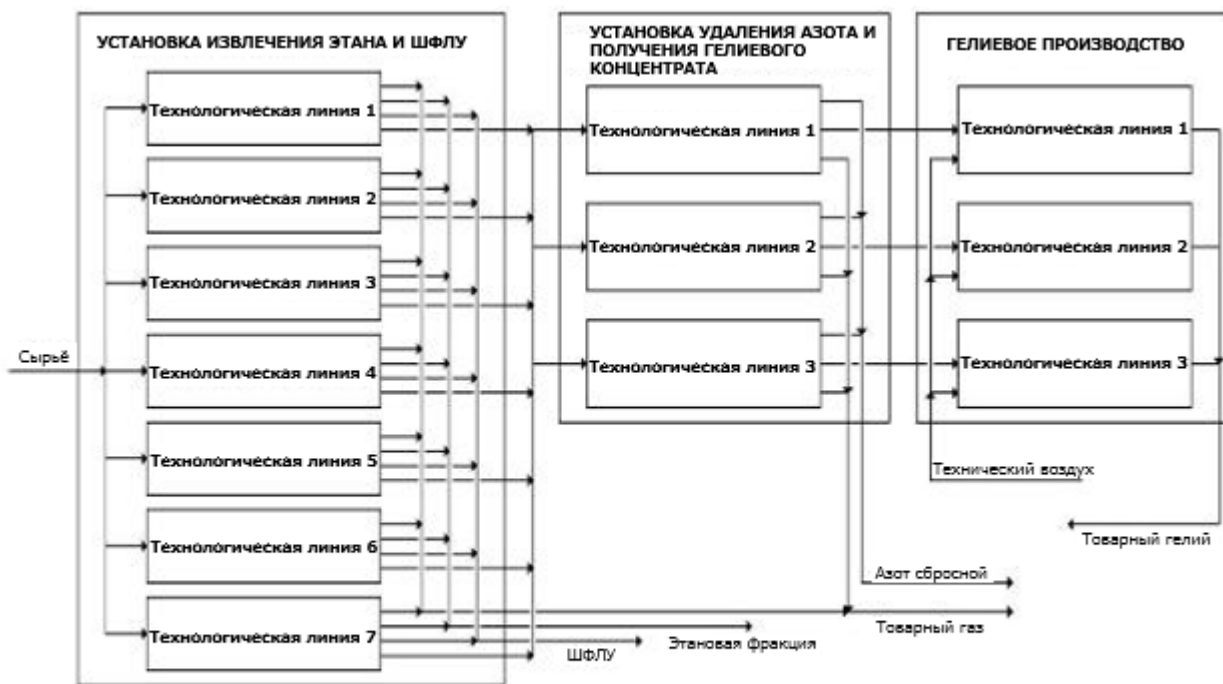 УСТАНОВКА ИЗВЛЕЧЕНИЯ ЭТАНА И ШФЛУ
Технологическая линия 1
Технологическая линия 2
Технологическая линия 3
Технологическая линия 4
Технологическая линия 5
Технологическая линия 6
Технологическая линия 7
Сырьё
УСТАНОВКА УДАЛЕНИЯ АЗОТА И
ПОЛУЧЕНИЯ ГЕЛИЕВОГО
КОНЦЕНТРАТА
Технологическая линия 1
Технологическая линия 2
Технологическая линия 3
ГЕЛИЕВОЕ ПРОИЗВОДСТВО
Технологическая линия 1
Технологическая линия 2
Технологическая линия 3
Технический воздух
Товарный гелий
Азот сбросной
Товарный газ
Этановая фракция
ШФЛУ